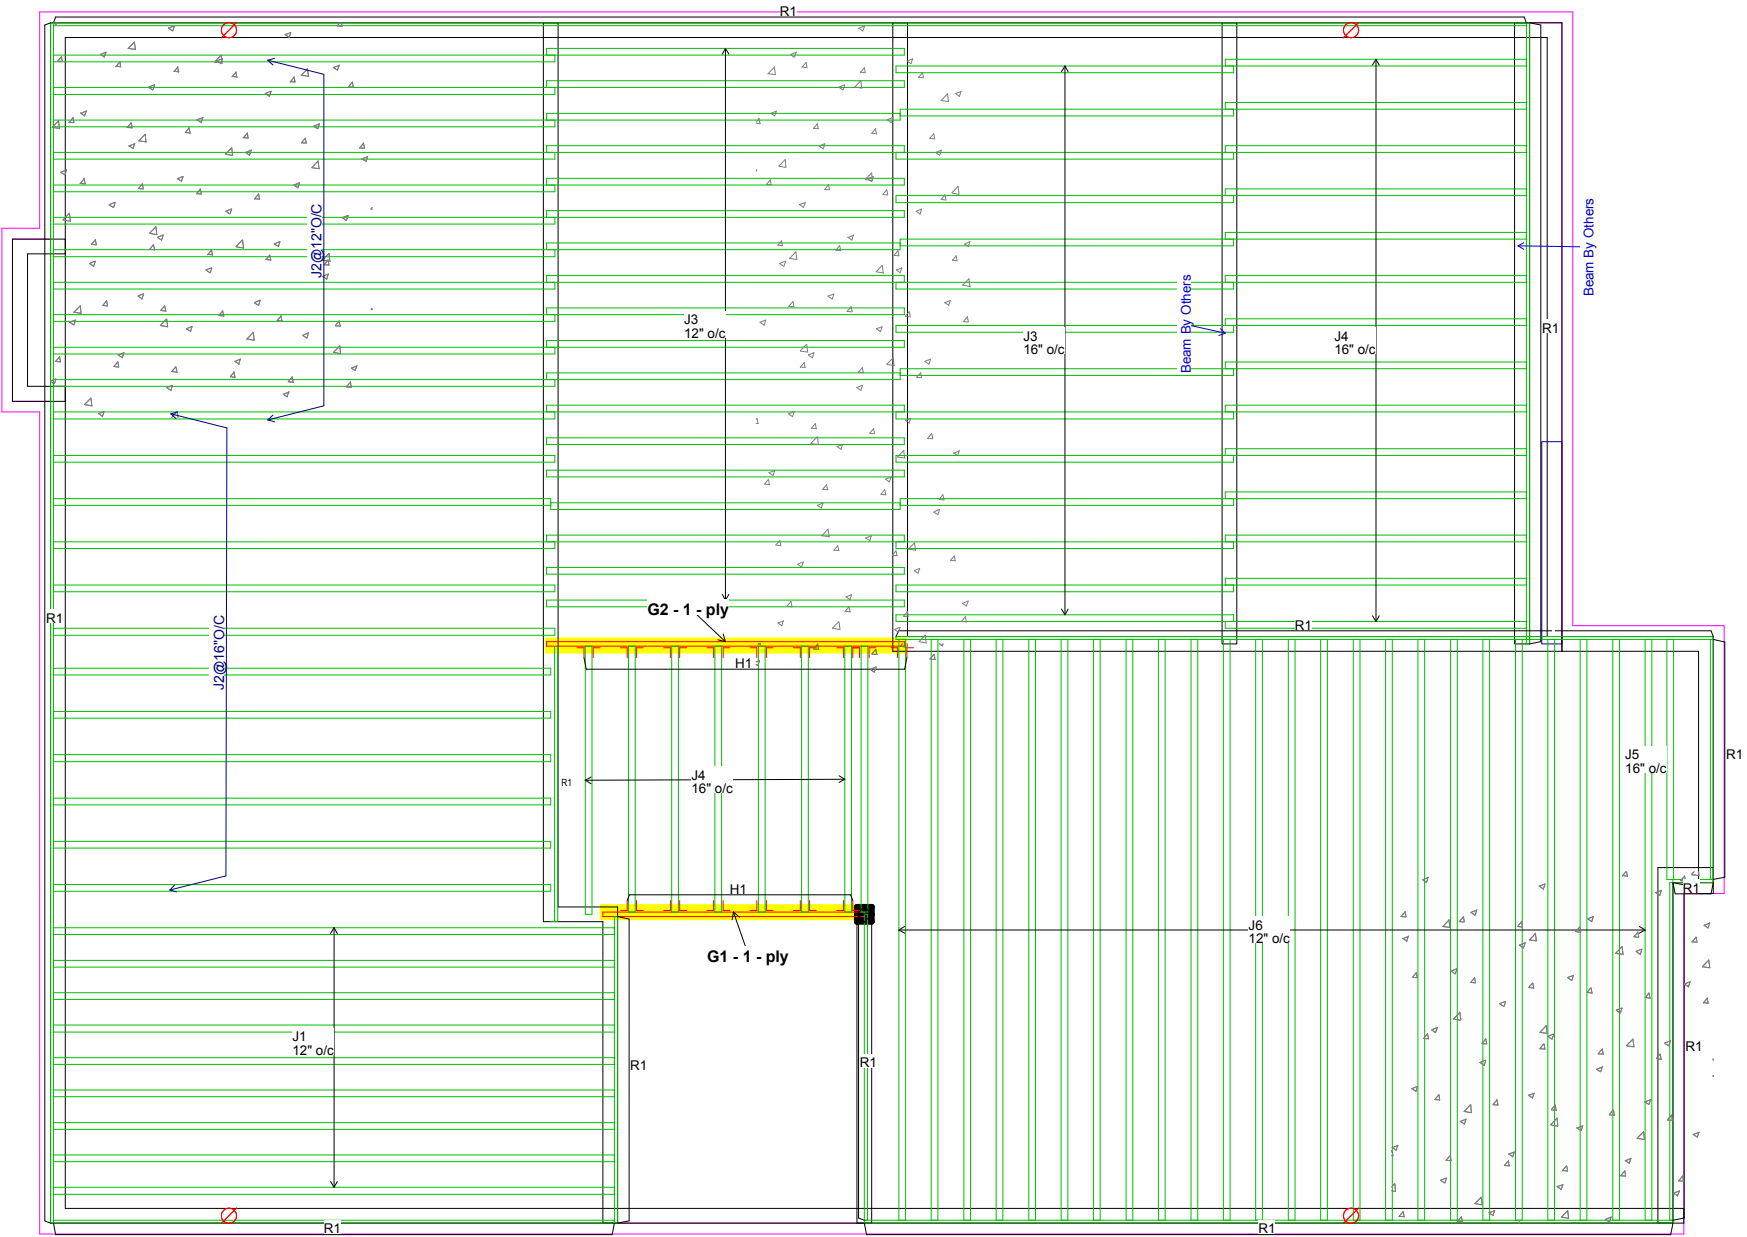 R1
J2@12"O/C
Beam By Others
Beam By Others
J3
12" o/c
J3
16" o/c
J4
16" o/c
R1
G2 - 1 - ply
R1
R1
J2@16"O/C
H1
J4
16" o/c
R1
J5
16" o/c
R1
H1
R1
G1 - 1 - ply
J6
12" o/c
J1
12" o/c
R1
R1
R1
R1
R1